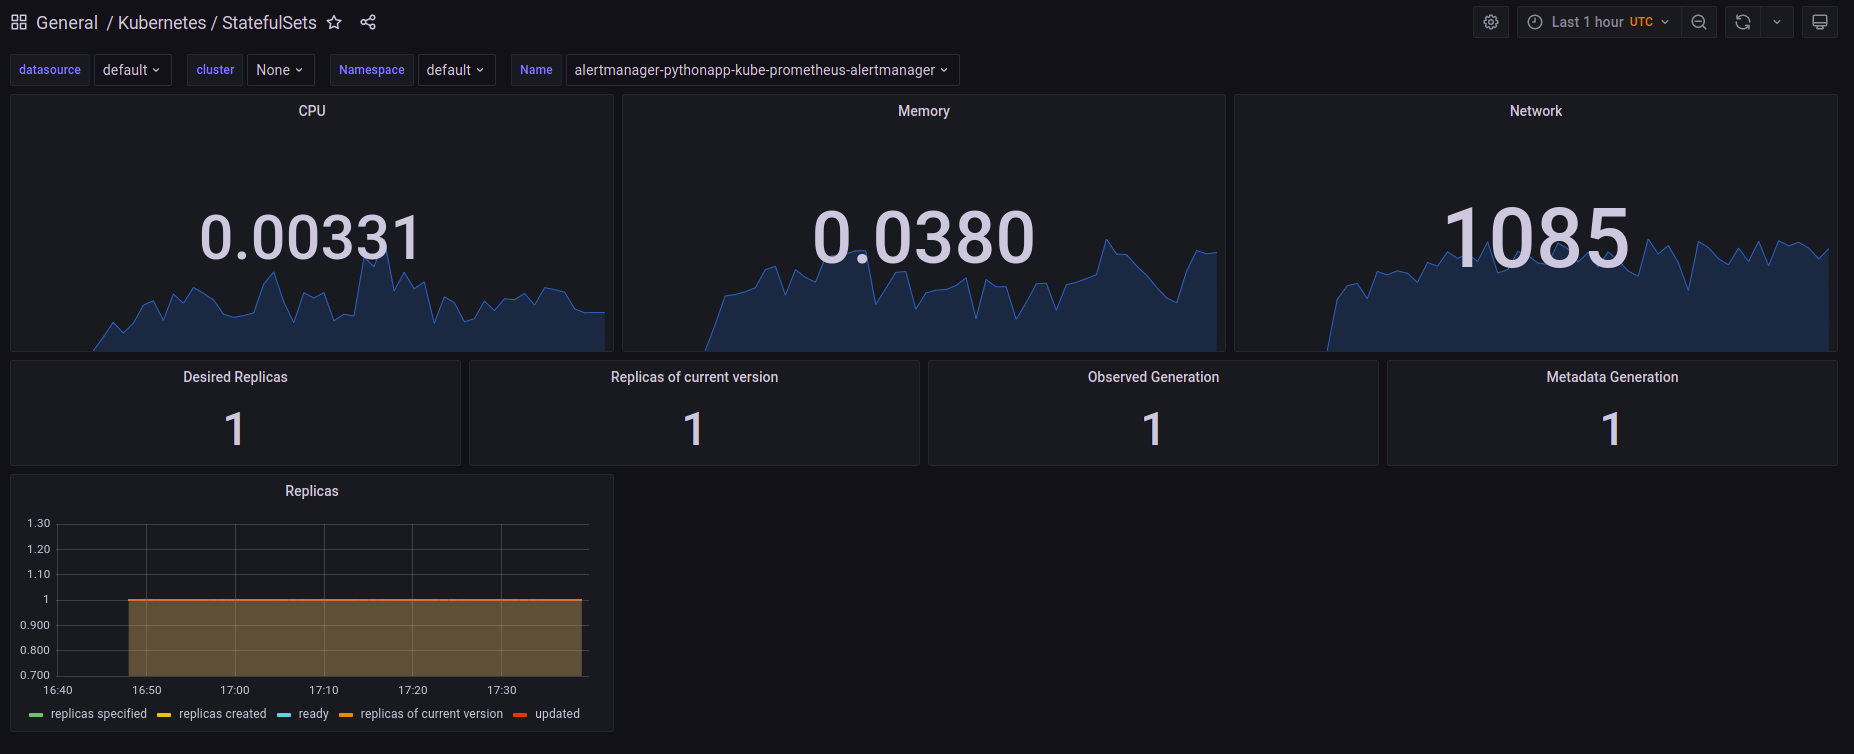 General / Kubernetes / StatefulSets
Last 1 hour UTC
datasource default cluster None Namespace default Name alertmanager-pythonapp-kube-prometheus-alertmanager
CPU
0.00331
Memory
0.0380
Network
1085
Desired Replicas
1
Replicas of current version
1
Observed Generation
1
Metadata Generation
1
Replicas
1.30
1.20
1.10
1
0.900
0.800
0.700
16:40 16:50 17:00 17:10 17:20 17:30
replicas specified replicas created ready replicas of current version updated